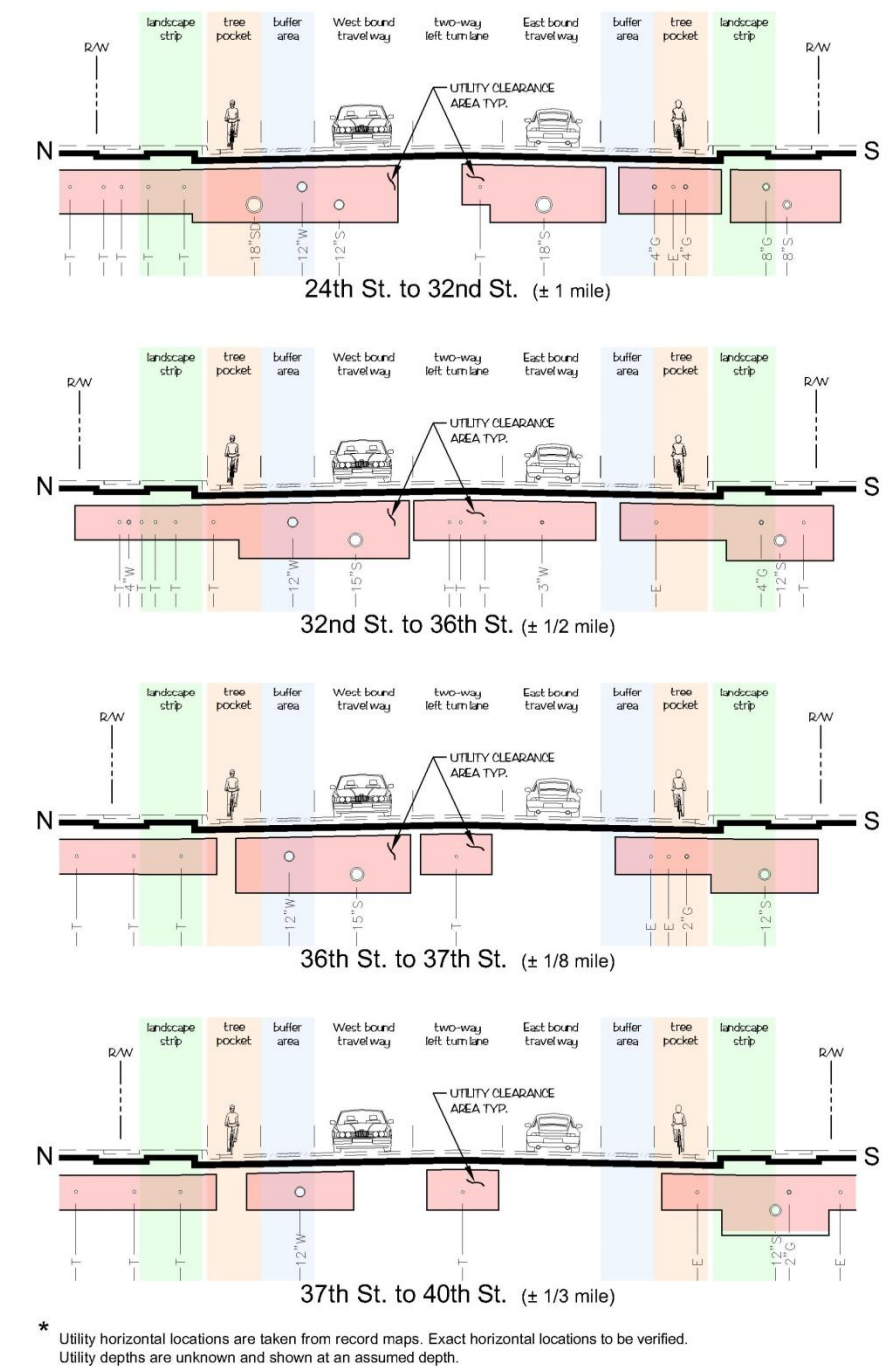 landscape strip
tree pocket
buffer area
West bound travel way
two-way left turn lane
East bound travel way
buffer area
tree pocket
landscape strip
R/W
R/W
UTILITY CLEARANCE
AREA TYP.
N
S
T
T
T
T
T
18"SD
12"W
12"S
T
18"S
4"G
E
4"G
8"G
8"S
24th St. to 32nd St. (± 1 mile)
landscape strip
tree pocket
buffer area
West bound travel way
two-way left turn lane
East bound travel way
buffer area
tree pocket
landscape strip
R/W
R/W
UTILITY CLEARANCE
AREA TYP.
N
S
T
4"W
T
T
T
T
12"W
15"S
T
T
T
3"W
E
4"G
12"S
T
32nd St. to 36th St. (± 1/2 mile)
landscape strip
tree pocket
buffer area
West bound travel way
two-way left turn lane
East bound travel way
buffer area
tree pocket
landscape strip
R/W
R/W
UTILITY CLEARANCE
AREA TYP.
N
S
T
T
T
12"W
15"S
T
E
E
2"G
12"S
36th St. to 37th St. (± 1/8 mile)
landscape strip
tree pocket
buffer area
West bound travel way
two-way left turn lane
East bound travel way
buffer area
tree pocket
landscape strip
R/W
R/W
UTILITY CLEARANCE
AREA TYP.
N
S
T
T
T
12"W
T
E
12"S
2"G
E
37th St. to 40th St. (± 1/3 mile)
* Utility horizontal locations are taken from record maps. Exact horizontal locations to be verified.
Utility depths are unknown and shown at an assumed depth.